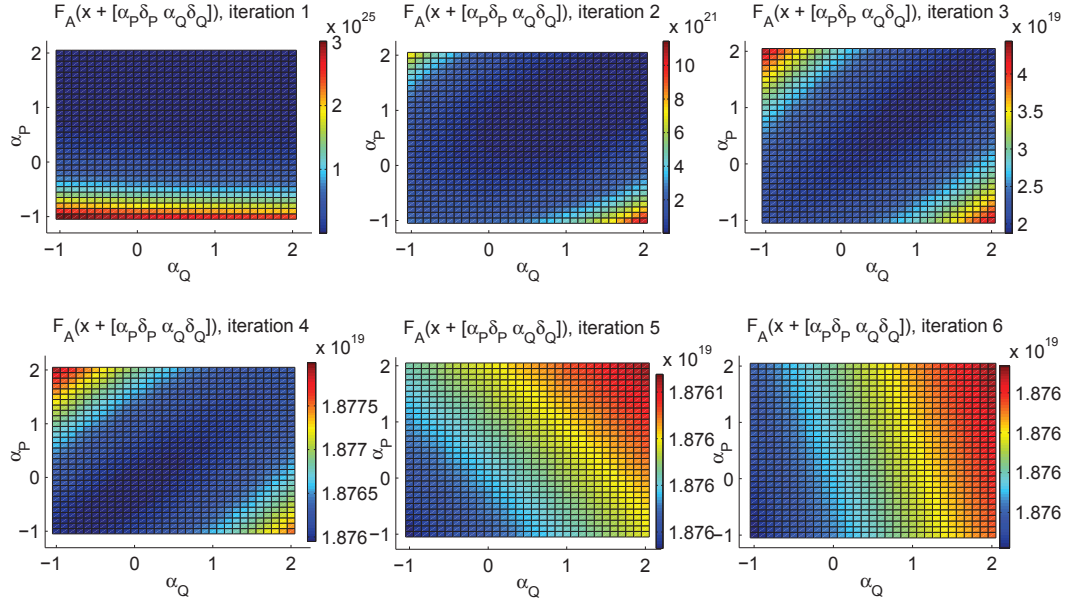 F_A(x + [α_Pδ_P α_Qδ_Q]), iteration 1
x 10^25
3
2
1
2
1
0
−1
α_P
−1 0 1 2
α_Q
F_A(x + [α_Pδ_P α_Qδ_Q]), iteration 2
x 10^21
10
8
6
4
2
2
1
0
−1
α_P
−1 0 1 2
α_Q
F_A(x + [α_Pδ_P α_Qδ_Q]), iteration 3
x 10^19
4
3.5
3
2.5
2
2
1
0
−1
α_P
−1 0 1 2
α_Q
F_A(x + [α_Pδ_P α_Qδ_Q]), iteration 4
x 10^19
1.8775
1.877
1.8765
1.876
2
1
0
−1
α_P
−1 0 1 2
α_Q
F_A(x + [α_Pδ_P α_Qδ_Q]), iteration 5
x 10^19
1.8761
1.876
1.876
1.876
2
1
0
−1
α_P
−1 0 1 2
α_Q
F_A(x + [α_Pδ_P α_Qδ_Q]), iteration 6
x 10^19
1.876
1.876
1.876
1.876
2
1
0
−1
α_P
−1 0 1 2
α_Q